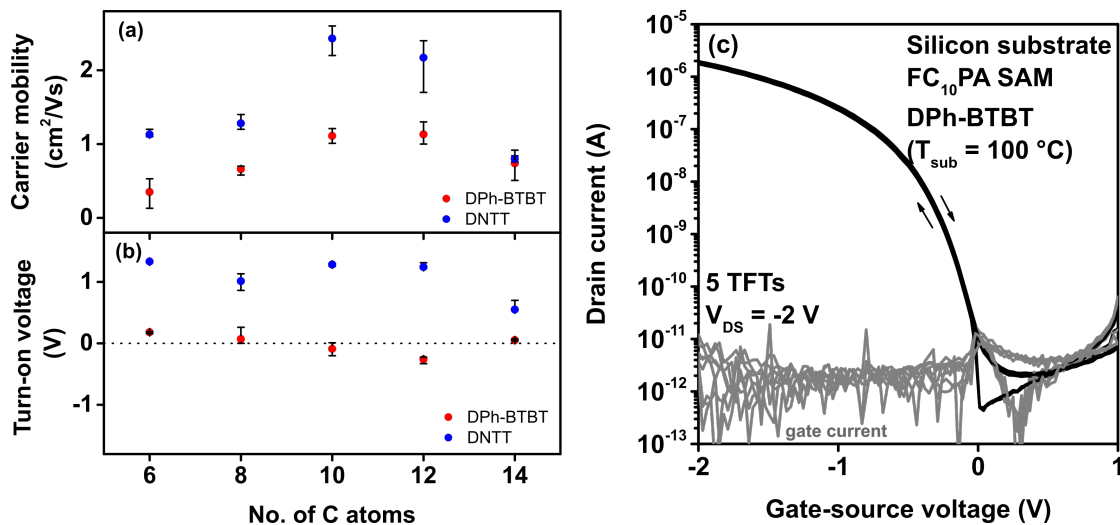 (a)
Carrier mobility
(cm²/Vs)
2
1
0
DPh-BTBT
DNTT
(b)
Turn-on voltage
(V)
1
0
-1
DPh-BTBT
DNTT
6 8 10 12 14
No. of C atoms
(c)
Silicon substrate
FC₁₀PA SAM
DPh-BTBT
(Tsub = 100 °C)
Drain current (A)
10⁻⁵
10⁻⁶
10⁻⁷
10⁻⁸
10⁻⁹
10⁻¹⁰
10⁻¹¹
10⁻¹²
10⁻¹³
5 TFTs
VDS = -2 V
gate current
-2 -1 0 1
Gate-source voltage (V)